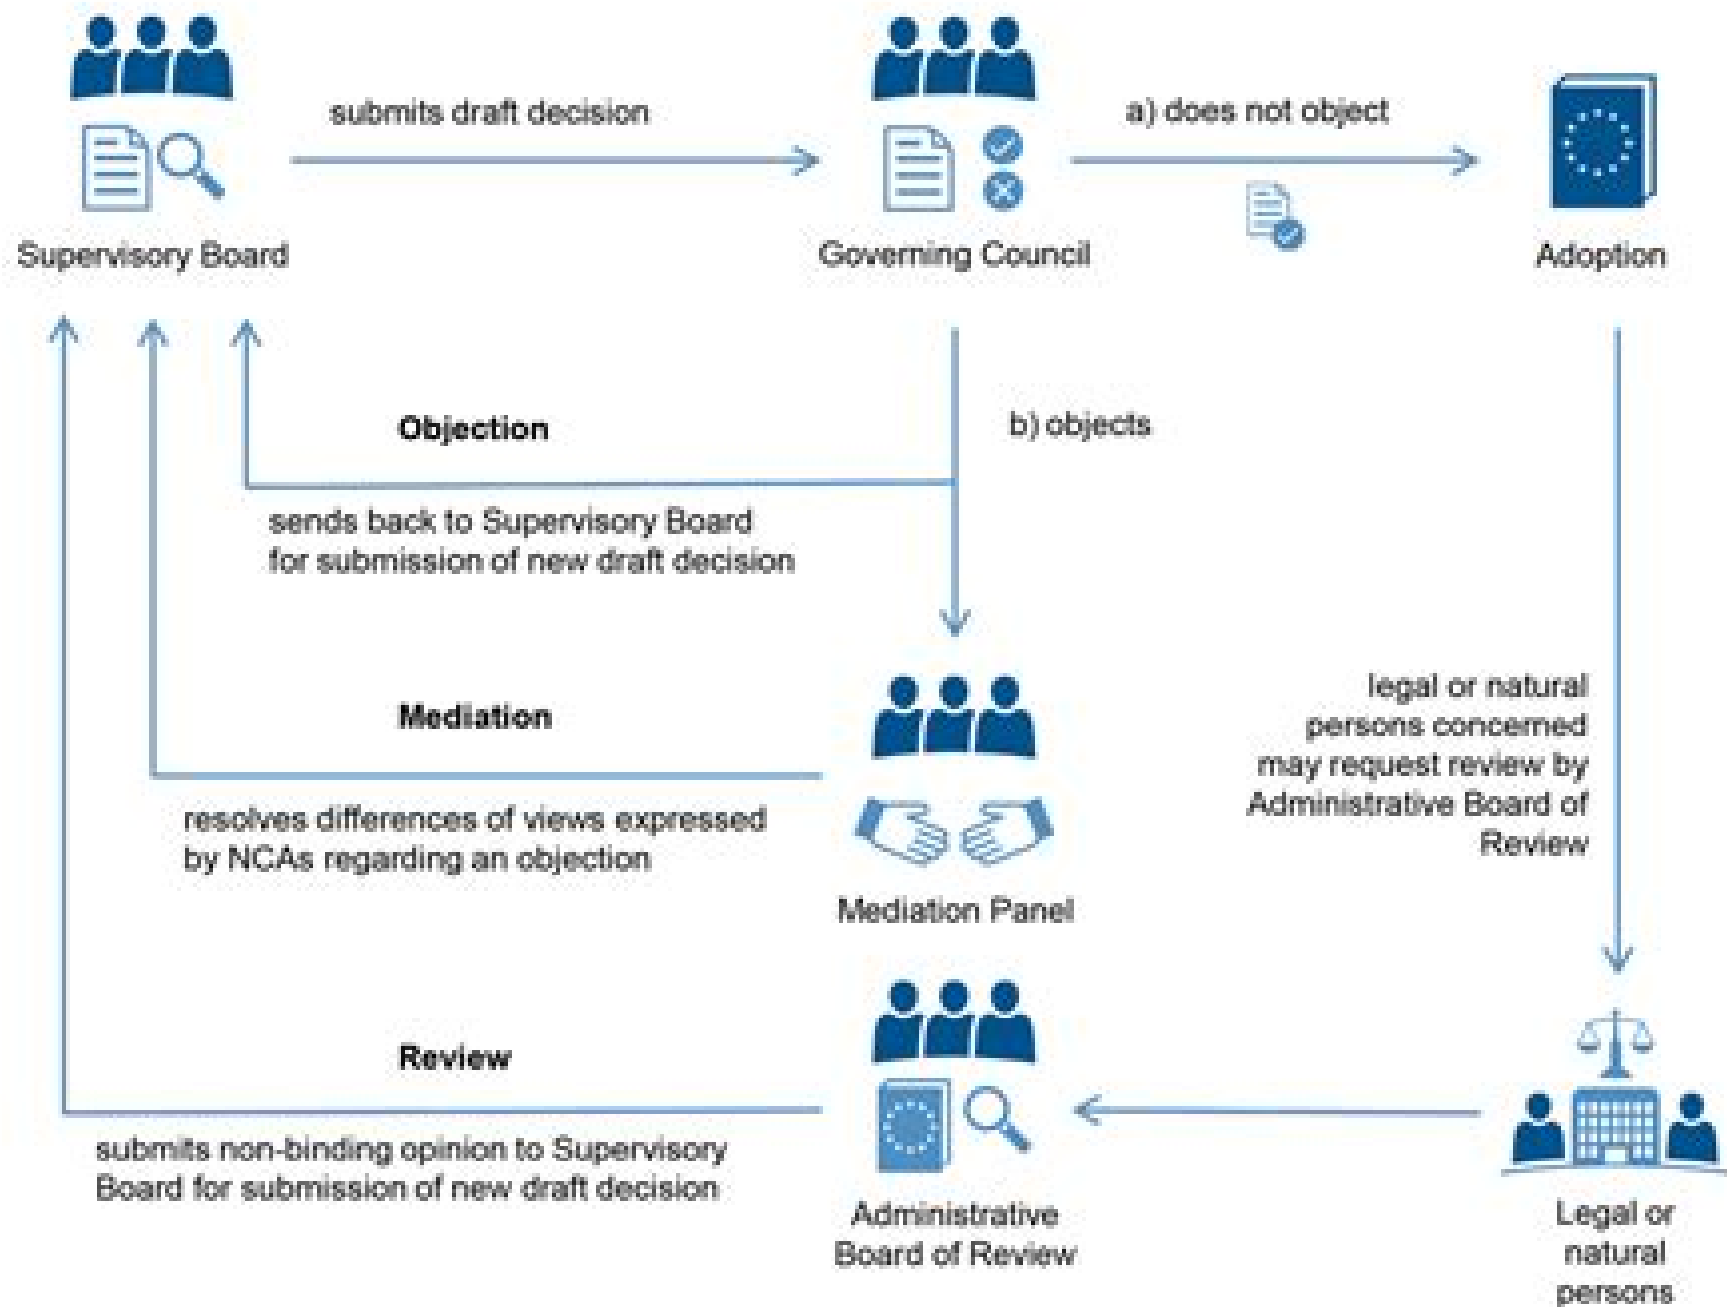 submits draft decision
a) does not object
Supervisory Board
Governing Council
Adoption
Objection
b) objects
sends back to Supervisory Board
for submission of new draft decision
Mediation
resolves differences of views expressed
by NCAs regarding an objection
legal or natural
persons concerned
may request review by
Administrative Board of
Review
Mediation Panel
Review
submits non-binding opinion to Supervisory
Board for submission of new draft decision
Administrative
Board of Review
Legal or
natural
persons